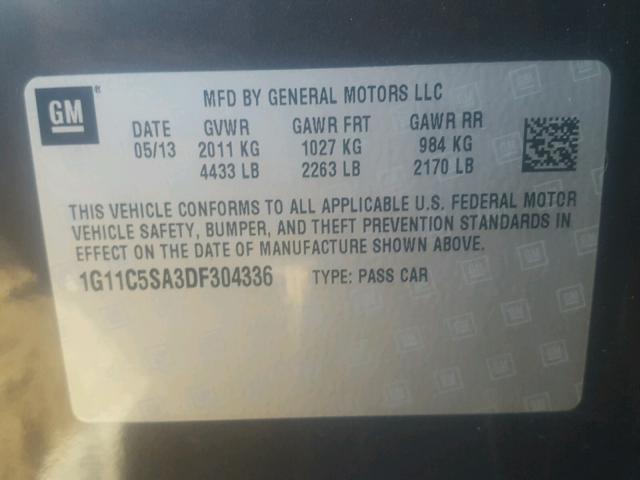 GM ®
MFD BY GENERAL MOTORS LLC
DATE GVWR GAWR FRT GAWR RR
05/13 2011 KG 1027 KG 984 KG
4433 LB 2263 LB 2170 LB
THIS VEHICLE CONFORMS TO ALL APPLICABLE U.S. FEDERAL MOTOR
VEHICLE SAFETY, BUMPER, AND THEFT PREVENTION STANDARDS IN
EFFECT ON THE DATE OF MANUFACTURE SHOWN ABOVE.
1G11C5SA3DF304336 TYPE: PASS CAR